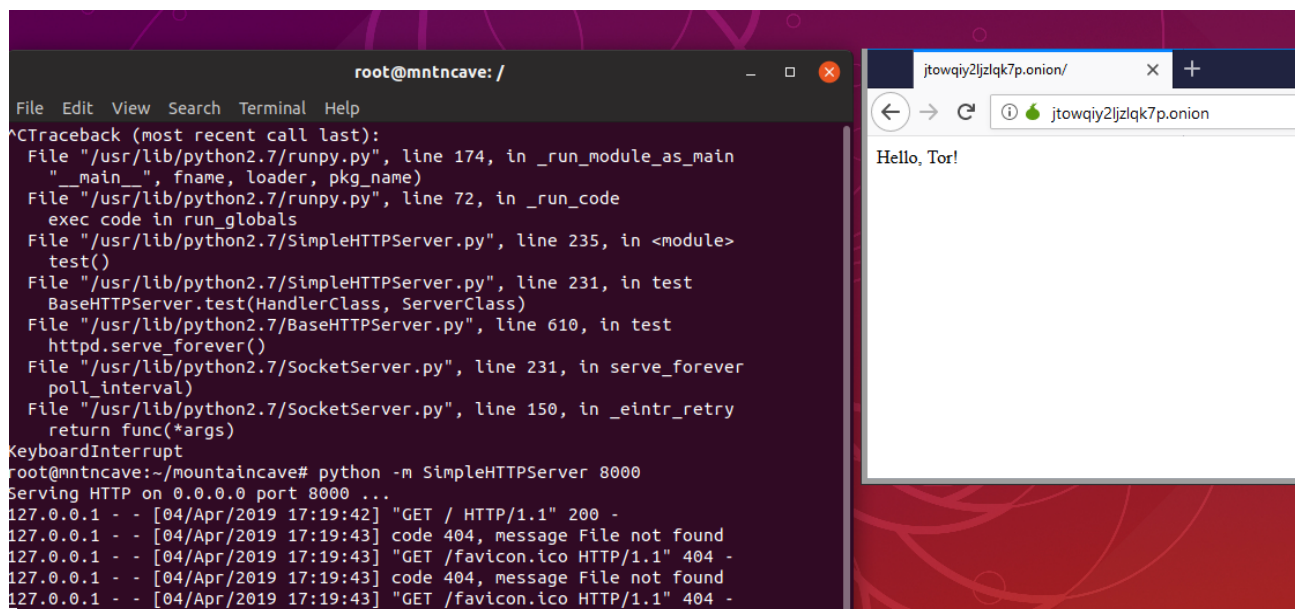 root@mntncave: /
File Edit View Search Terminal Help
^CTraceback (most recent call last):
  File "/usr/lib/python2.7/runpy.py", line 174, in _run_module_as_main
    "__main__", fname, loader, pkg_name)
  File "/usr/lib/python2.7/runpy.py", line 72, in _run_code
    exec code in run_globals
  File "/usr/lib/python2.7/SimpleHTTPServer.py", line 235, in <module>
    test()
  File "/usr/lib/python2.7/SimpleHTTPServer.py", line 231, in test
    BaseHTTPServer.test(HandlerClass, ServerClass)
  File "/usr/lib/python2.7/BaseHTTPServer.py", line 610, in test
    httpd.serve_forever()
  File "/usr/lib/python2.7/SocketServer.py", line 231, in serve_forever
    poll_interval)
  File "/usr/lib/python2.7/SocketServer.py", line 150, in _eintr_retry
    return func(*args)
KeyboardInterrupt
root@mntncave:~/mountaincave# python -m SimpleHTTPServer 8000
Serving HTTP on 0.0.0.0 port 8000 ...
127.0.0.1 - - [04/Apr/2019 17:19:42] "GET / HTTP/1.1" 200 -
127.0.0.1 - - [04/Apr/2019 17:19:43] code 404, message File not found
127.0.0.1 - - [04/Apr/2019 17:19:43] "GET /favicon.ico HTTP/1.1" 404 -
127.0.0.1 - - [04/Apr/2019 17:19:43] code 404, message File not found
127.0.0.1 - - [04/Apr/2019 17:19:43] "GET /favicon.ico HTTP/1.1" 404 -
jtowqiy2ljzlqk7p.onion/
jtowqiy2ljzlqk7p.onion
Hello, Tor!